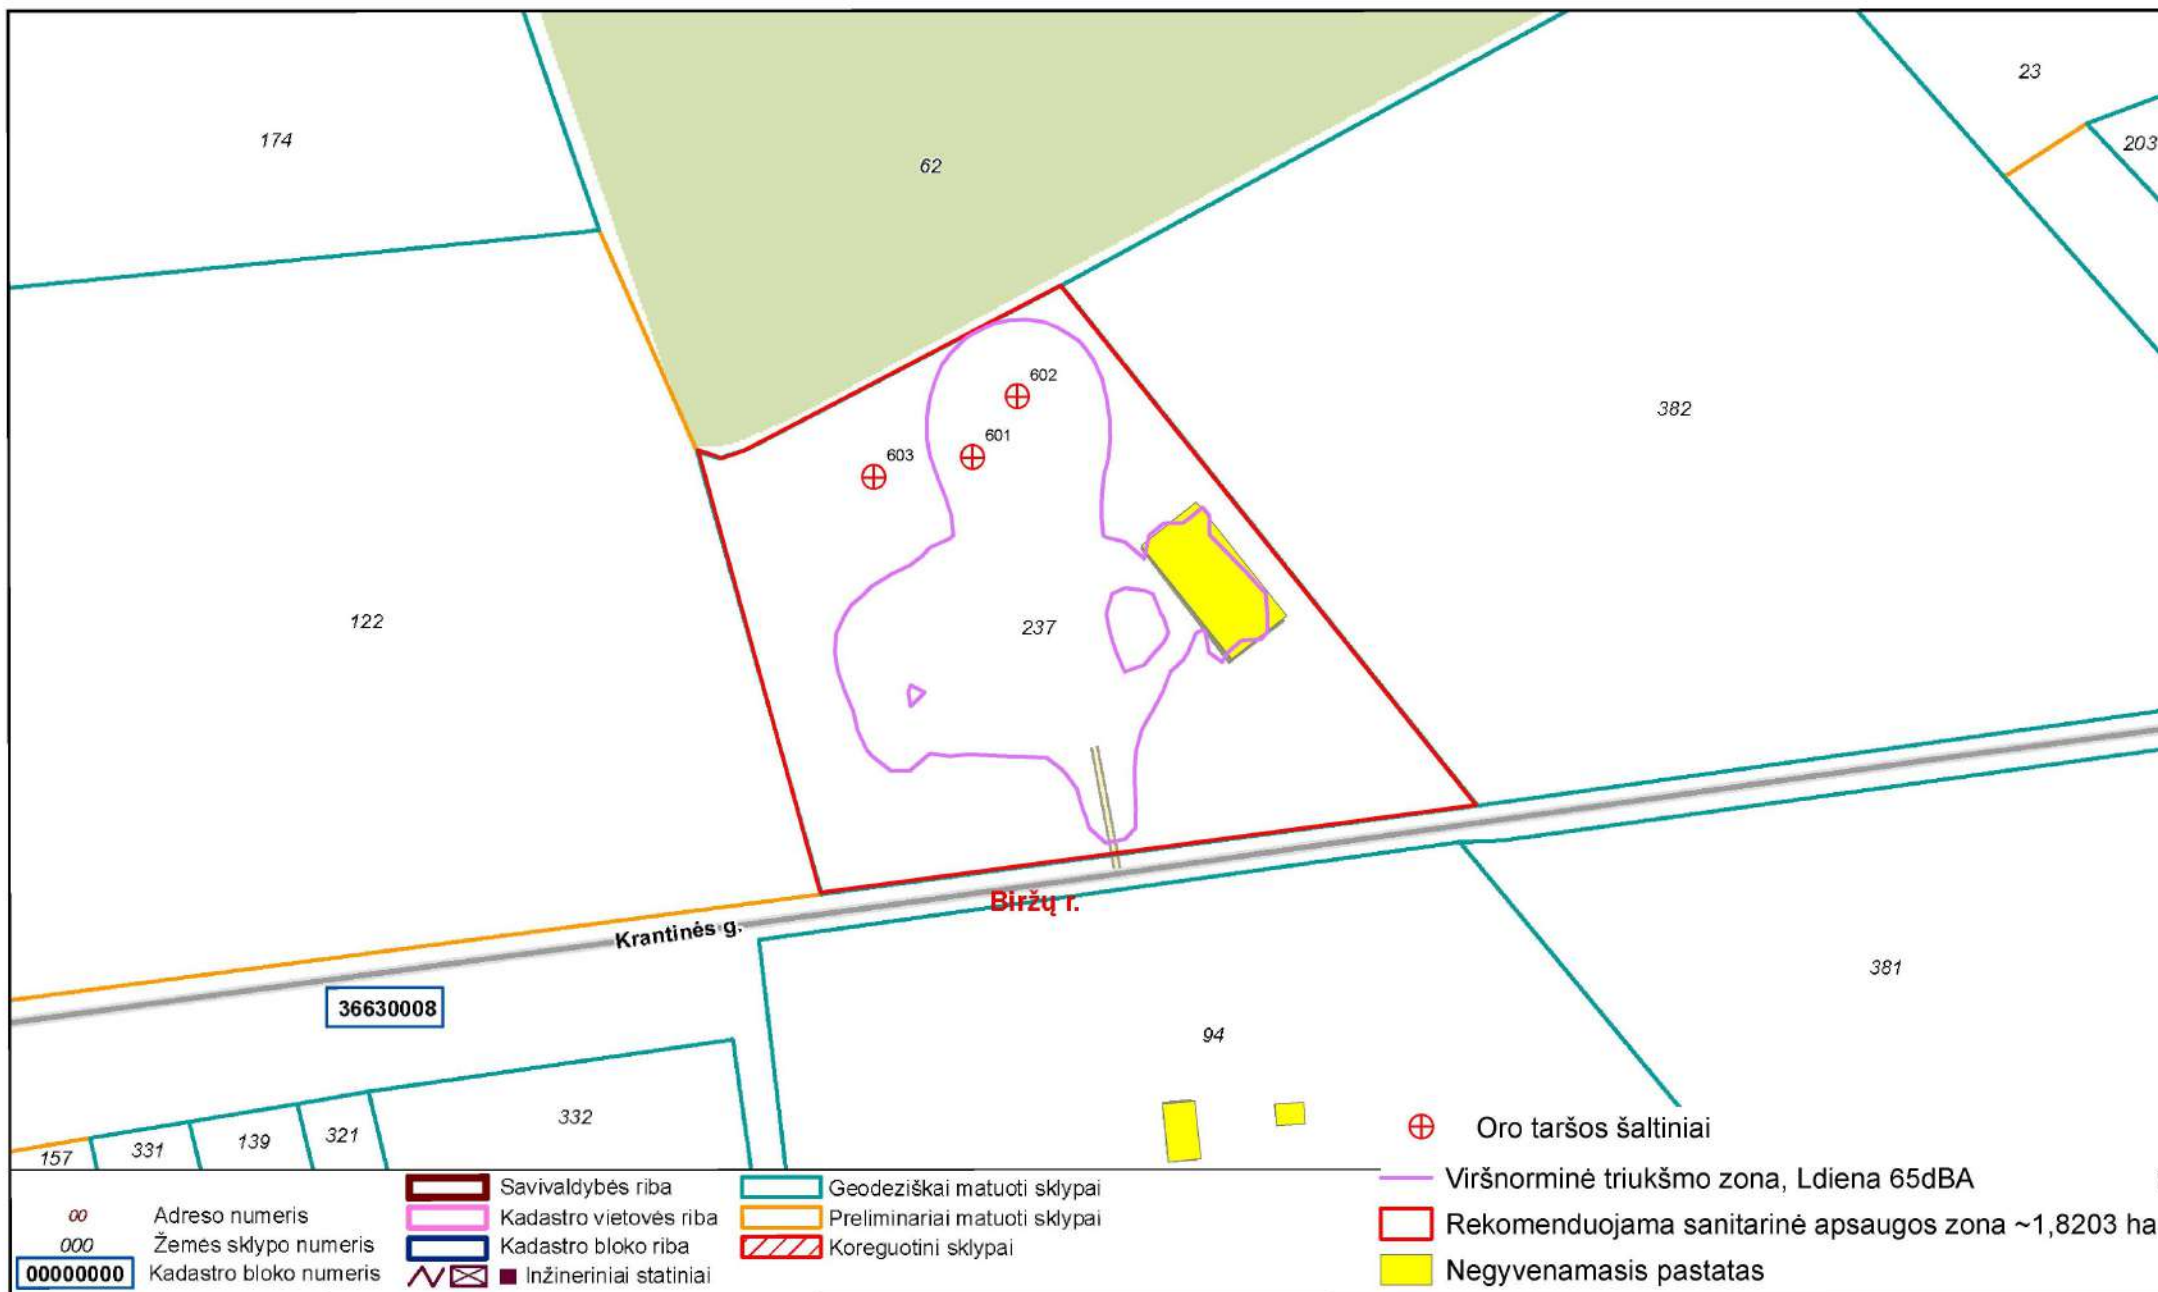 23
174
203
62
602
382
601
603
122
237
Biržų r.
Krantinės g.
381
36630008
94
332
321
139
331
157
Oro taršos šaltiniai
Viršnorminė triukšmo zona, Ldiena 65dBA
Rekomenduojama sanitarinė apsaugos zona ~1,8203 ha
Negyvenamasis pastatas
00 Adreso numeris
000 Žemės sklypo numeris
00000000 Kadastro bloko numeris
Savivaldybės riba
Kadastro vietovės riba
Kadastro bloko riba
Inžineriniai statiniai
Geodeziškai matuoti sklypai
Preliminariai matuoti sklypai
Koreguotini sklypai